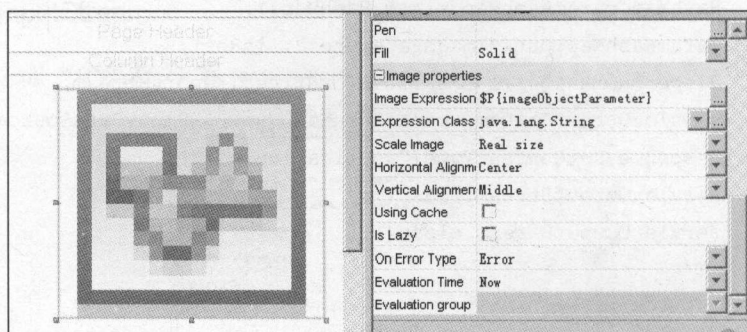 Page Header
Column Header
Pen
Fill Solid
Image properties
Image Expression $P{imageObjectParameter}
Expression Class java.lang.String
Scale Image Real size
Horizontal Alignm Center
Vertical Alignmen Middle
Using Cache
Is Lazy
On Error Type Error
Evaluation Time Now
Evaluation group